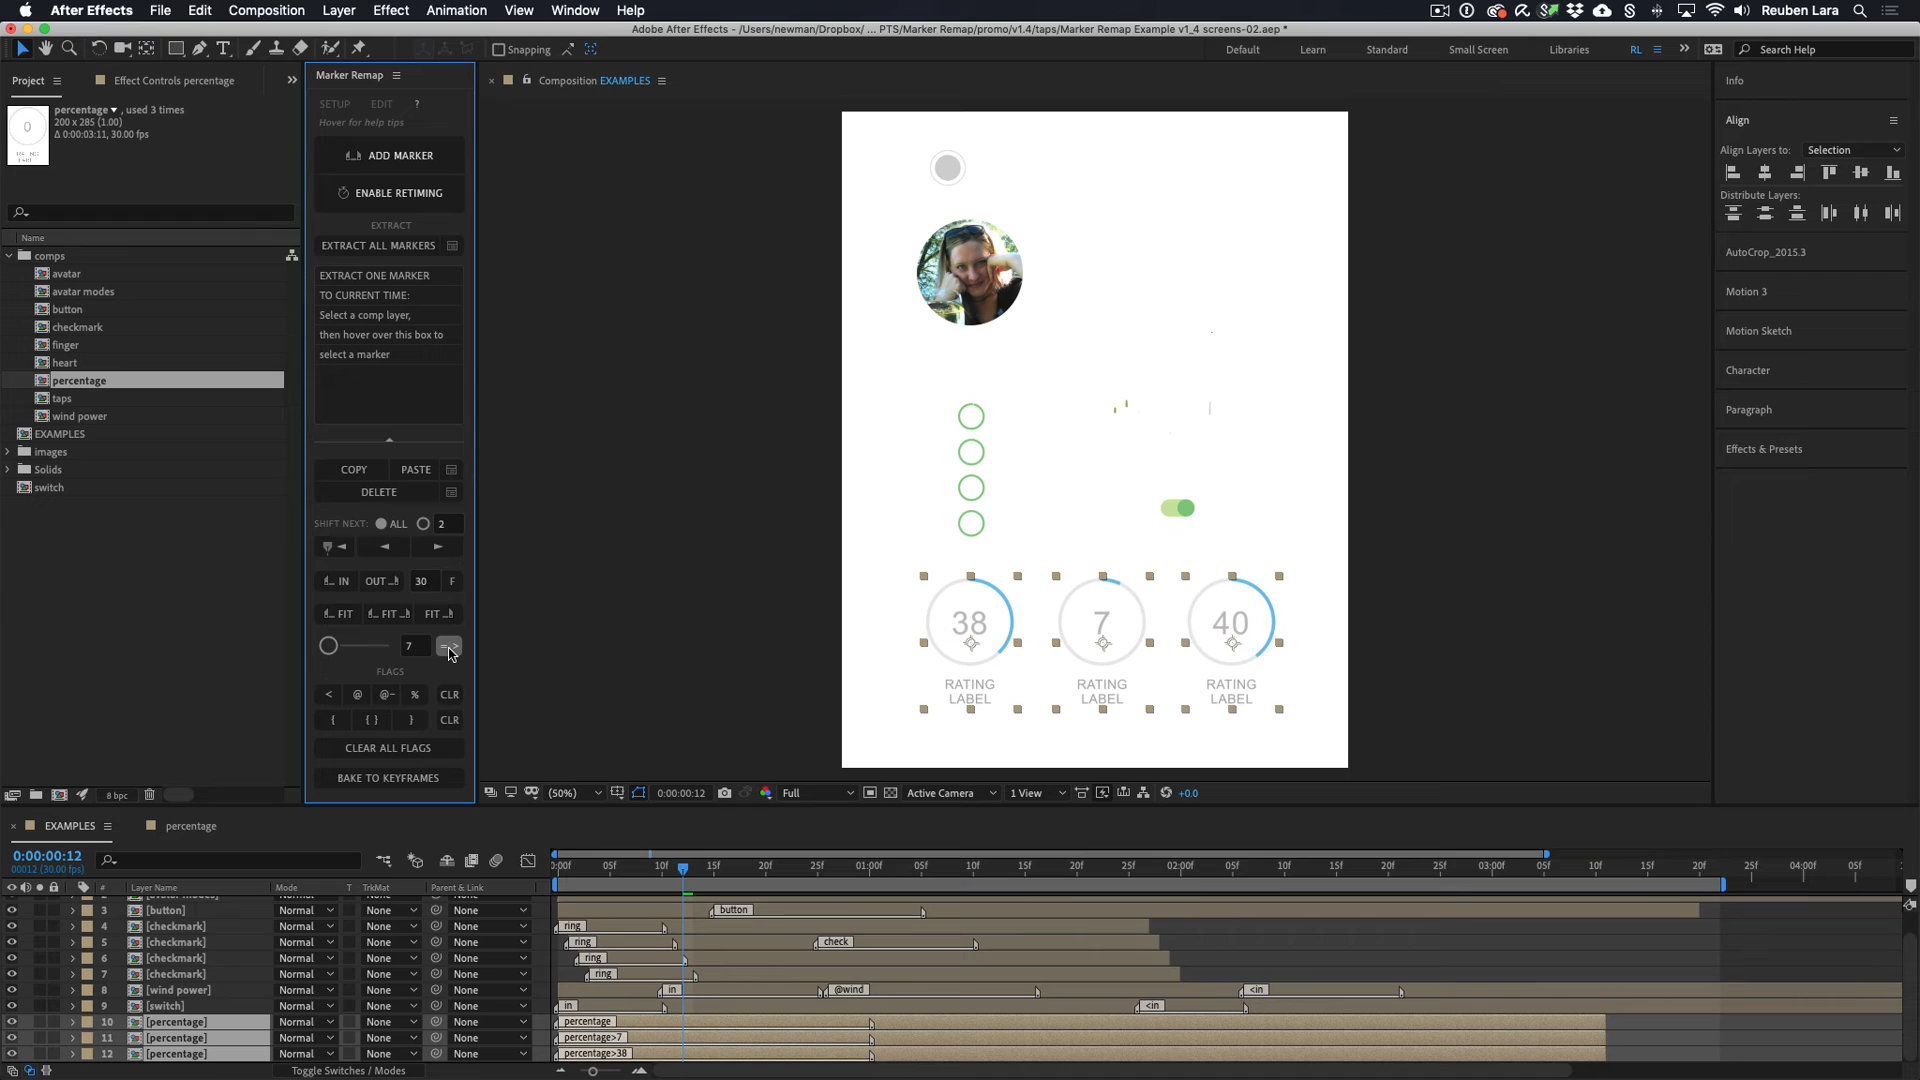 After Effects File Edit Composition Layer Effect Animation View Window Help Reuben Lara
Adobe After Effects - /Users/newman/Dropbox/ ... PTS/Marker Remap/promo/v1.4/taps/Marker Remap Example v1_4 screens-02.aep *
Snapping Default Learn Standard Small Screen Libraries RL Search Help
Project Effect Controls percentage
percentage , used 3 times
200 x 285 (1.00)
Δ 0:00:03:11, 30.00 fps
Name
comps
avatar
avatar modes
button
checkmark
finger
heart
percentage
taps
wind power
EXAMPLES
images
Solids
switch
8 bpc
Marker Remap
SETUP EDIT ?
Hover for help tips
ADD MARKER
ENABLE RETIMING
EXTRACT
EXTRACT ALL MARKERS
EXTRACT ONE MARKER
TO CURRENT TIME:
Select a comp layer,
then hover over this box to
select a marker
COPY PASTE
DELETE
SHIFT NEXT: ALL 2
IN OUT 30 F
FIT FIT FIT
7
FLAGS
< @ @- % CLR
{ { } } CLR
CLEAR ALL FLAGS
BAKE TO KEYFRAMES
Composition EXAMPLES
38 7 40
RATING RATING RATING
LABEL LABEL LABEL
(50%) 0:00:00:12 Full Active Camera 1 View +0.0
Info
Align
Align Layers to: Selection
Distribute Layers:
AutoCrop_2015.3
Motion 3
Motion Sketch
Character
Paragraph
Effects & Presets
EXAMPLES percentage
0:00:00:12
00012 (30.00 fps)
0:00f 05f 10f 15f 20f 25f 01:00f 05f 10f 15f 20f 25f 02:00f 05f 10f 15f 20f 25f 03:00f 05f 10f 15f 20f 25f 04:00f 05f
# Layer Name Mode T TrkMat Parent & Link
3 [button] Normal None None button
4 [checkmark] Normal None None ring
5 [checkmark] Normal None None ring check
6 [checkmark] Normal None None ring
7 [checkmark] Normal None None ring
8 [wind power] Normal None None in @wind <in
9 [switch] Normal None None in <in
10 [percentage] Normal None None percentage
11 [percentage] Normal None None percentage>7
12 [percentage] Normal None None percentage>38
Toggle Switches / Modes